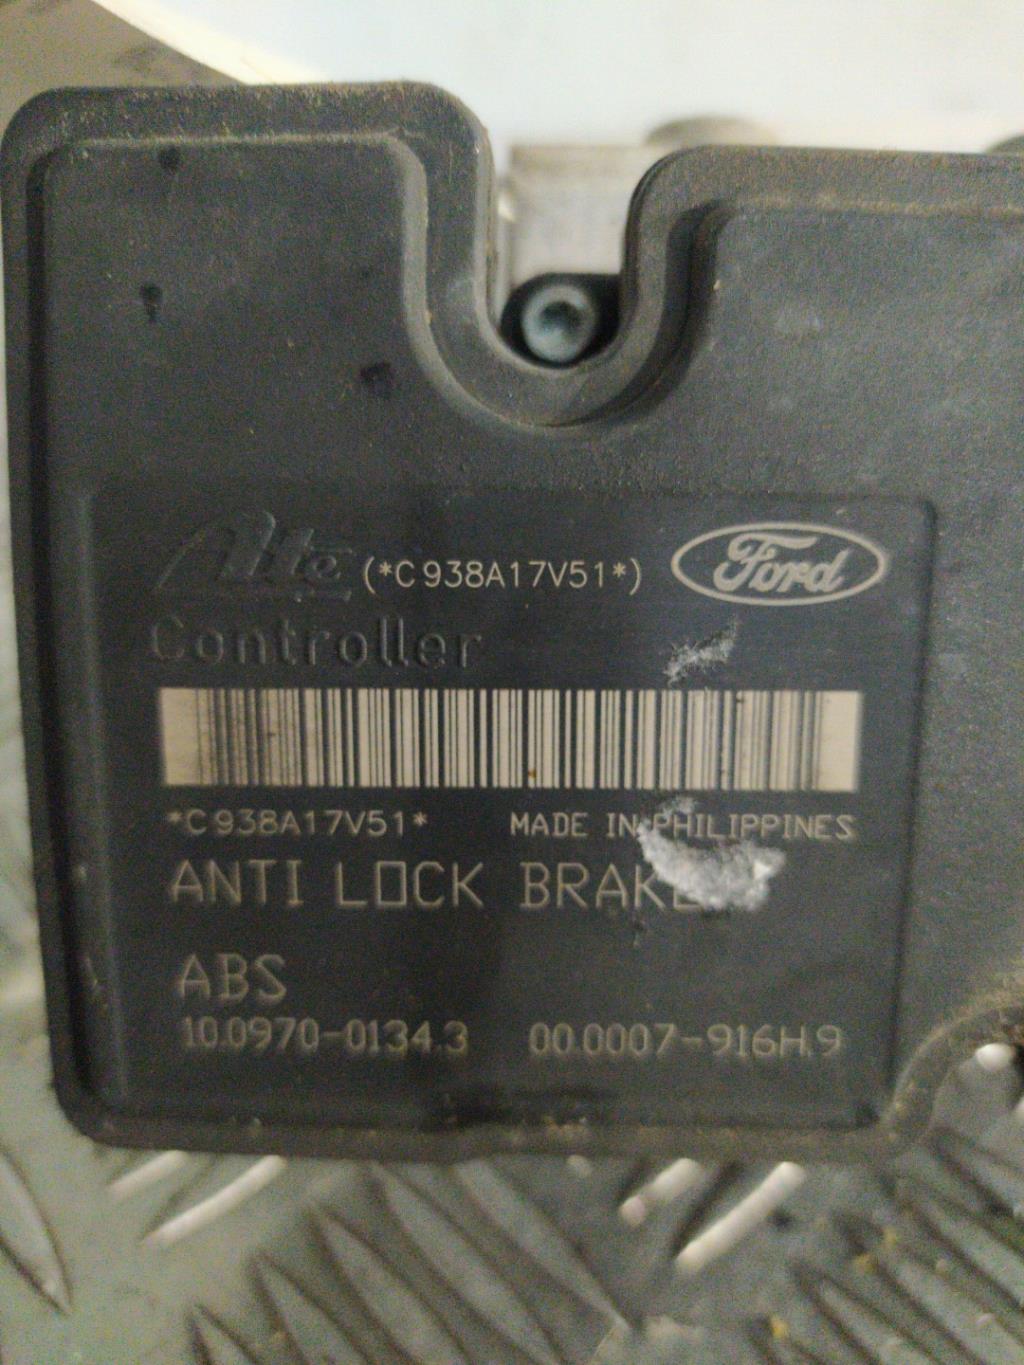 Ate (*C938A17V51*) Ford
Controller
*C938A17V51* MADE IN PHILIPPINES
ANTI LOCK BRAKE
ABS
10.0970-0134.3 00.0007-916H.9